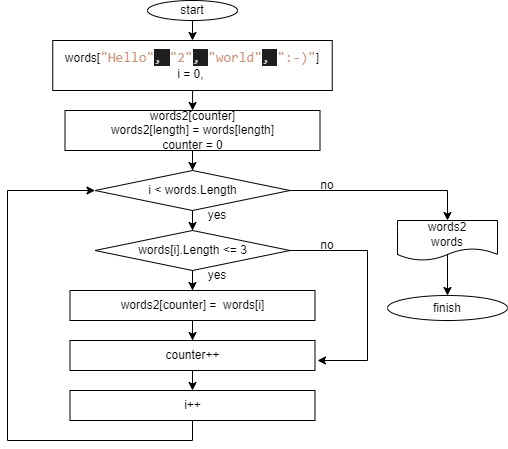 start
words["Hello", "2", "world", ":-)"]
i = 0,
words2[counter]
words2[length] = words[length]
counter = 0
i < words.Length
no
yes
words2
words
words[i].Length <= 3
no
yes
finish
words2[counter] = words[i]
counter++
i++